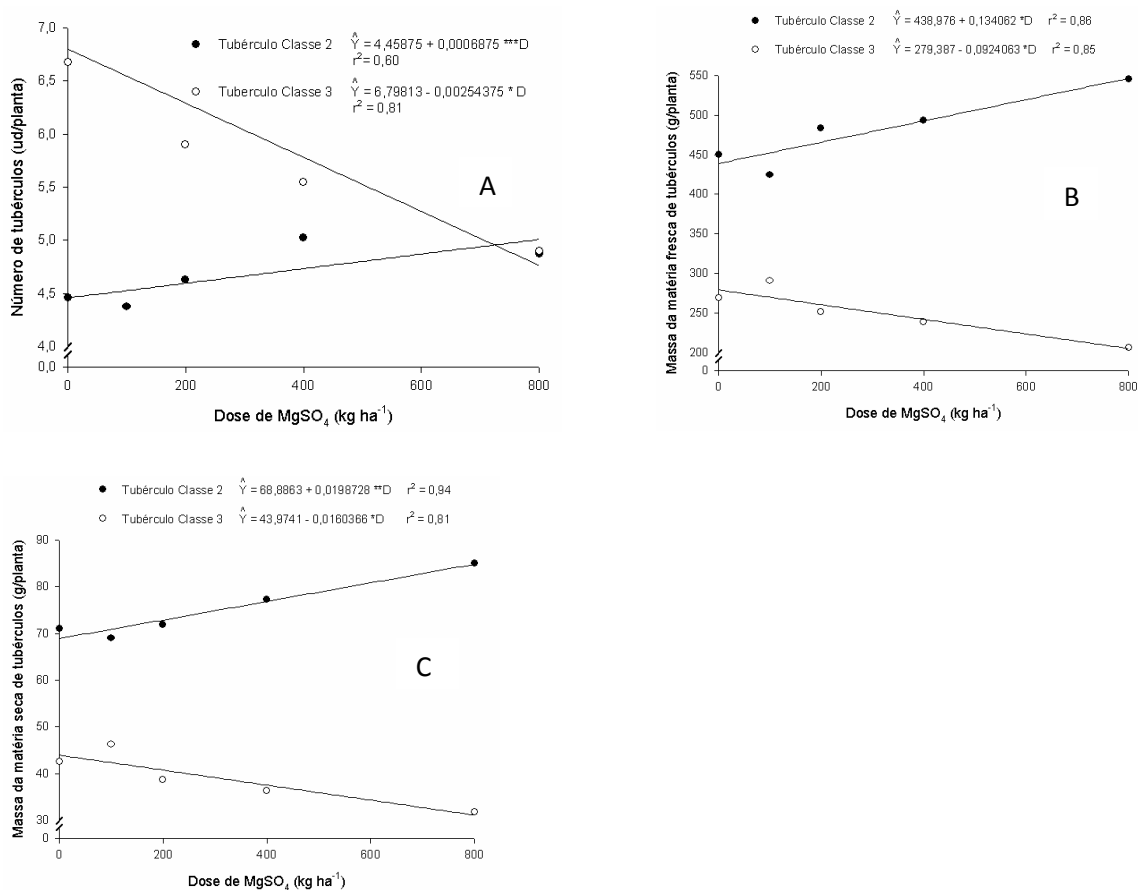 Tubérculo Classe 2 Ŷ = 4,45875 + 0,0006875 ***D
r² = 0,60
Tuberculo Classe 3 Ŷ = 6,79813 - 0,00254375 * D
r² = 0,81
A
Número de tubérculos (ud/planta)
7,0
6,5
6,0
5,5
5,0
4,5
4,0
0,0
0 200 400 600 800
Dose de MgSO₄ (kg ha⁻¹)
Tubérculo Classe 2 Ŷ = 438,976 + 0,134062 *D r² = 0,86
Tubérculo Classe 3 Ŷ = 279,387 - 0,0924063 *D r² = 0,85
B
Massa da matéria fresca de tubérculos (g/planta)
550
500
450
400
350
300
250
200
0
0 200 400 600 800
Dose de MgSO₄ (kg ha⁻¹)
Tubérculo Classe 2 Ŷ = 68,8863 + 0,0198728 **D r² = 0,94
Tubérculo Classe 3 Ŷ = 43,9741 - 0,0160366 *D r² = 0,81
C
Massa da matéria seca de tubérculos (g/planta)
90
80
70
60
50
40
30
0
0 200 400 600 800
Dose de MgSO₄ (kg ha⁻¹)